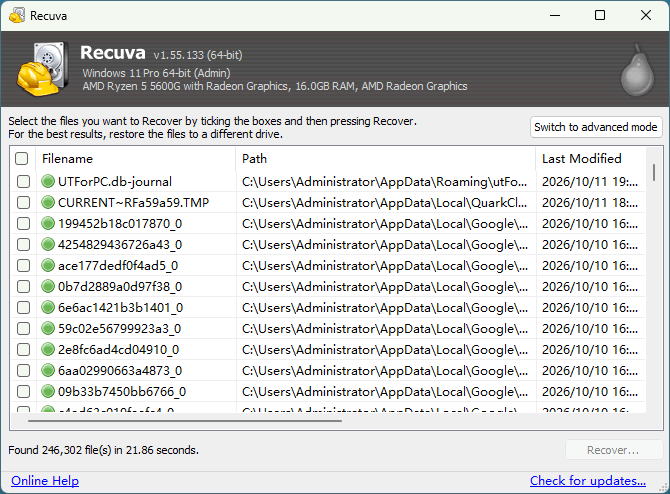 Recuva
Recuva v1.55.133 (64-bit)
Windows 11 Pro 64-bit (Admin)
AMD Ryzen 5 5600G with Radeon Graphics, 16.0GB RAM, AMD Radeon Graphics
Select the files you want to Recover by ticking the boxes and then pressing Recover.
For the best results, restore the files to a different drive.
Switch to advanced mode
Filename Path Last Modified
UTForPC.db-journal C:\Users\Administrator\AppData\Roaming\utFo... 2026/10/11 19:...
CURRENT~RFa59a59.TMP C:\Users\Administrator\AppData\Local\QuarkCl... 2026/10/11 18:...
199452b18c017870_0 C:\Users\Administrator\AppData\Local\Google\... 2026/10/10 16:...
4254829436726a43_0 C:\Users\Administrator\AppData\Local\Google\... 2026/10/10 16:...
ace177dedf0f4ad5_0 C:\Users\Administrator\AppData\Local\Google\... 2026/10/10 16:...
0b7d2889a0d97f38_0 C:\Users\Administrator\AppData\Local\Google\... 2026/10/10 16:...
6e6ac1421b3b1401_0 C:\Users\Administrator\AppData\Local\Google\... 2026/10/10 16:...
59c02e56799923a3_0 C:\Users\Administrator\AppData\Local\Google\... 2026/10/10 16:...
2e8fc6ad4cd04910_0 C:\Users\Administrator\AppData\Local\Google\... 2026/10/10 16:...
6aa02990663a4873_0 C:\Users\Administrator\AppData\Local\Google\... 2026/10/10 16:...
09b33b7450bb6766_0 C:\Users\Administrator\AppData\Local\Google\... 2026/10/10 16:...
Found 246,302 file(s) in 21.86 seconds.
Recover...
Online Help
Check for updates...